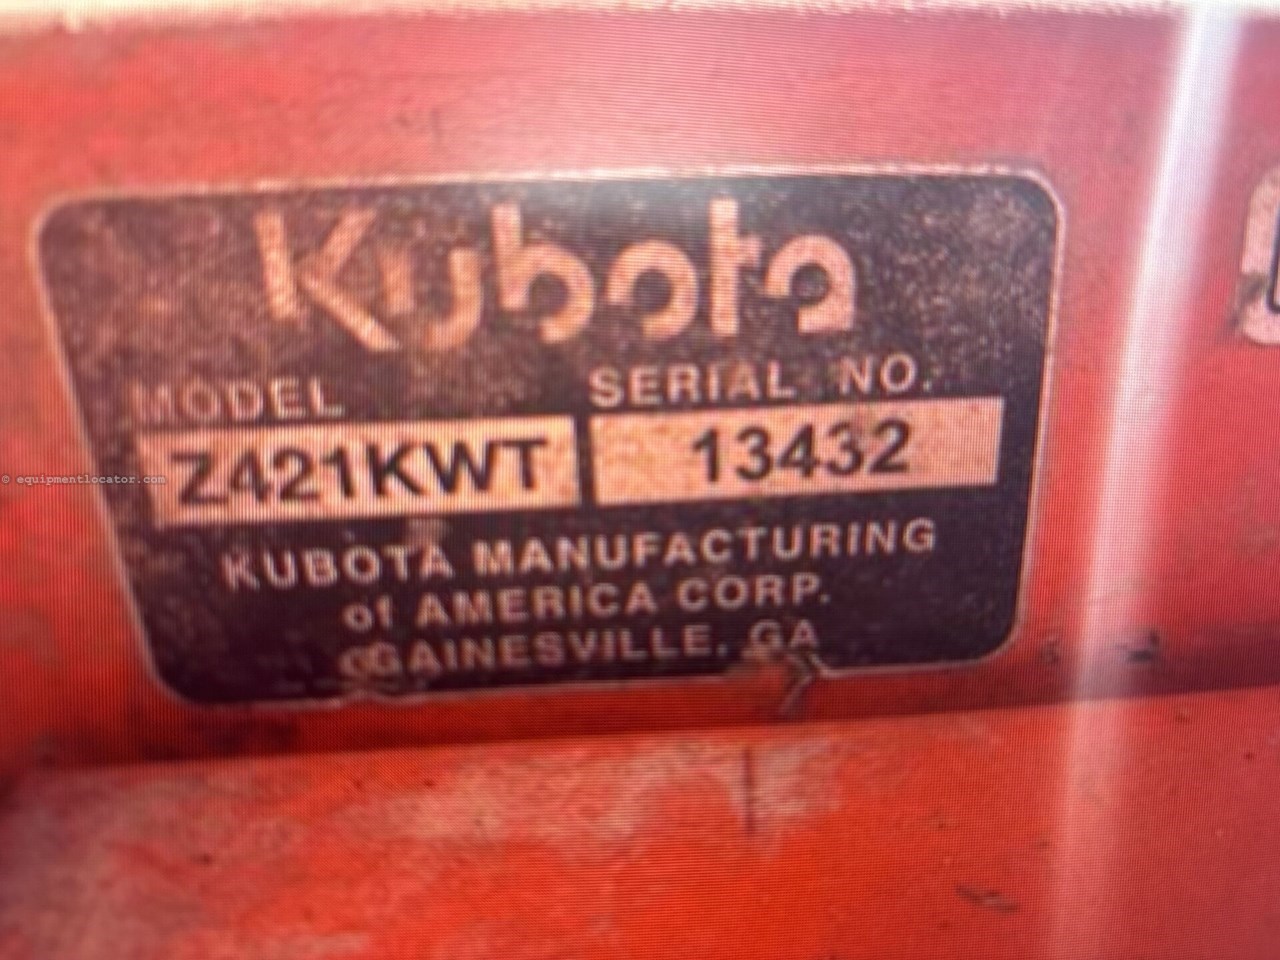 Kubota
MODEL SERIAL NO.
Z421KWT 13432
KUBOTA MANUFACTURING
of AMERICA CORP.
GAINESVILLE, GA
© equipmentlocator.com